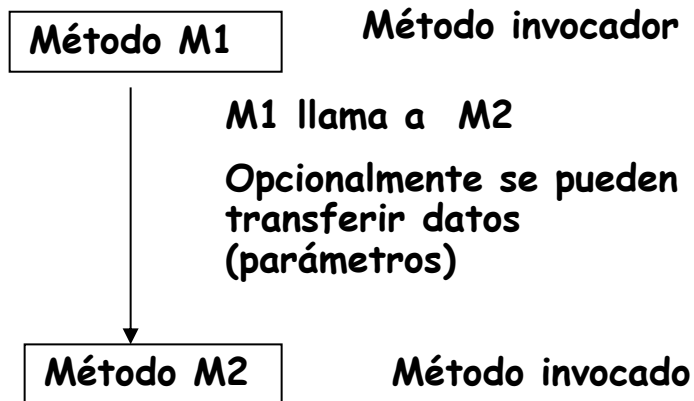 Método M1
Método invocador
M1 llama a M2
Opcionalmente se pueden
transferir datos
(parámetros)
Método M2
Método invocado